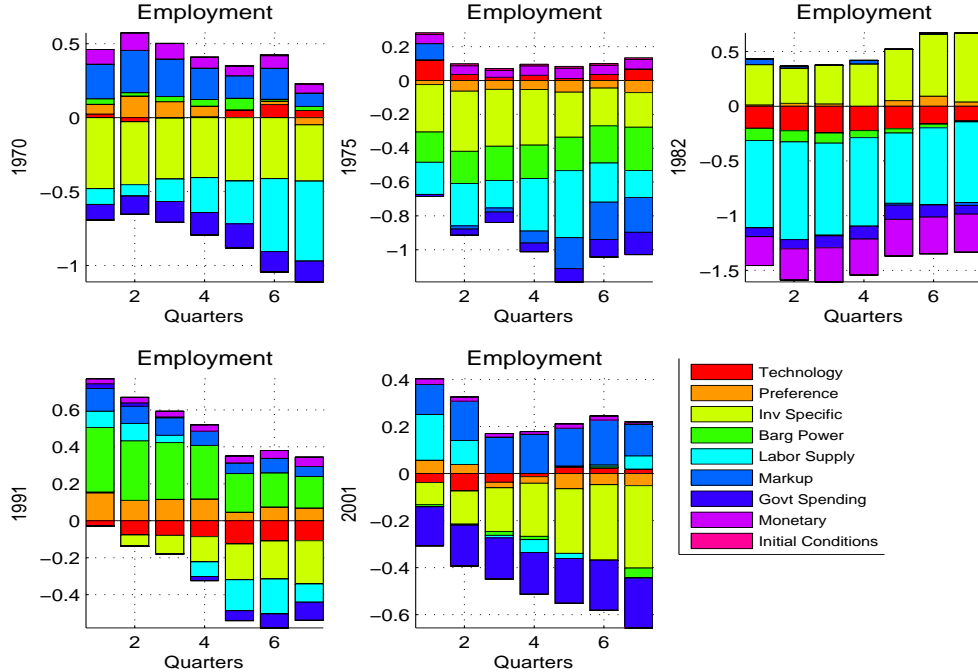 Employment
0.5
0
−0.5
−1
2
4
6
Quarters
1970
Employment
0.2
0
−0.2
−0.4
−0.6
−0.8
−1
2
4
6
Quarters
1975
Employment
0.5
0
−0.5
−1
−1.5
2
4
6
Quarters
1982
Employment
0.6
0.4
0.2
0
−0.2
−0.4
2
4
6
Quarters
1991
Employment
0.4
0.2
0
−0.2
−0.4
−0.6
2
4
6
Quarters
2001
Technology
Preference
Inv Specific
Barg Power
Labor Supply
Markup
Govt Spending
Monetary
Initial Conditions